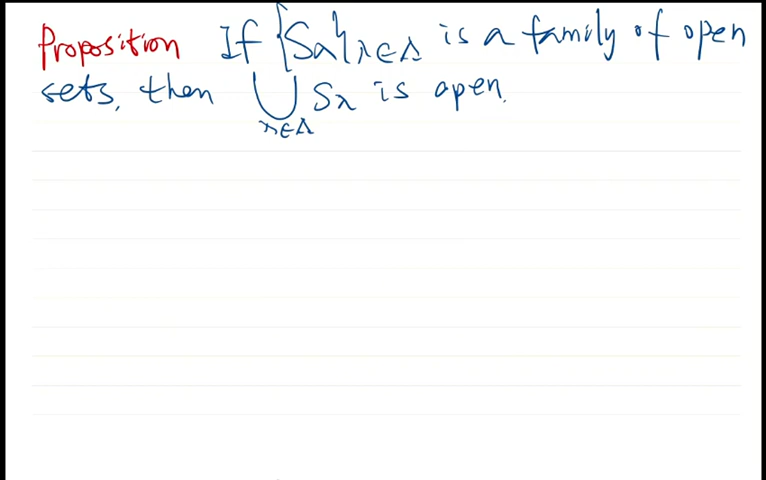 Proposition If {Sλ}λ∈Λ is a family of open
sets, then ⋃ Sλ is open.
λ∈Λ